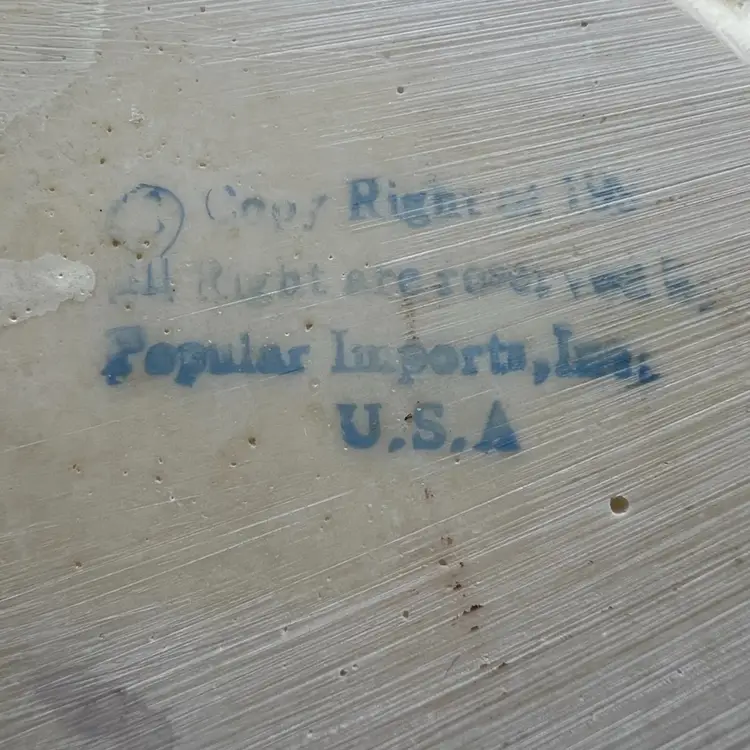 © Copy Right
All Right are reserved
Popular Imports, Inc.
U.S.A